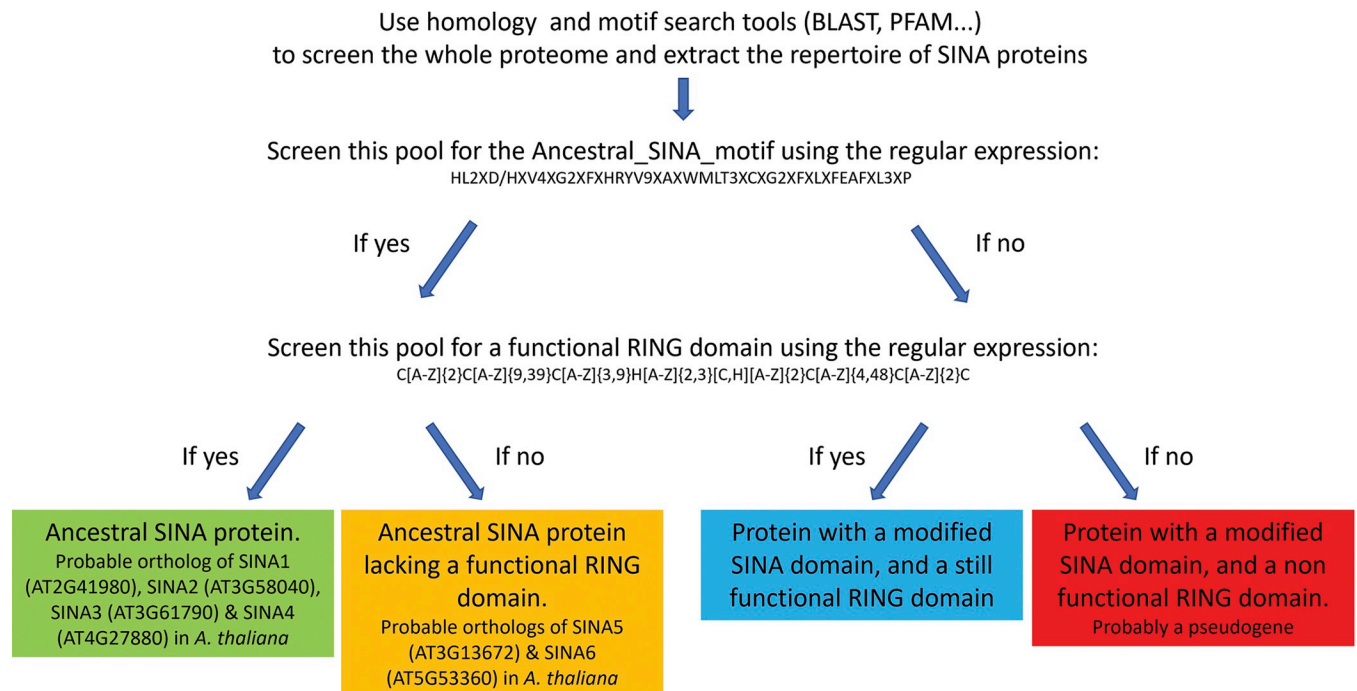 Use homology and motif search tools (BLAST, PFAM...)
to screen the whole proteome and extract the repertoire of SINA proteins
Screen this pool for the Ancestral_SINA_motif using the regular expression:
HL2XD/HXV4XG2XFXHRYV9XAXWMLT3XCXG2XFXLXFEAFXL3XP
If yes
If no
Screen this pool for a functional RING domain using the regular expression:
C[A-Z]{2}C[A-Z]{9,39}C[A-Z]{3,9}H[A-Z]{2,3}[C,H][A-Z]{2}C[A-Z]{4,48}C[A-Z]{2}C
If yes
If no
If yes
If no
Ancestral SINA protein.
Probable ortholog of SINA1
(AT2G41980), SINA2 (AT3G58040),
SINA3 (AT3G61790) & SINA4
(AT4G27880) in A. thaliana
Ancestral SINA protein
lacking a functional RING
domain.
Probable orthologs of SINA5
(AT3G13672) & SINA6
(AT5G53360) in A. thaliana
Protein with a modified
SINA domain, and a still
functional RING domain
Protein with a modified
SINA domain, and a non
functional RING domain.
Probably a pseudogene